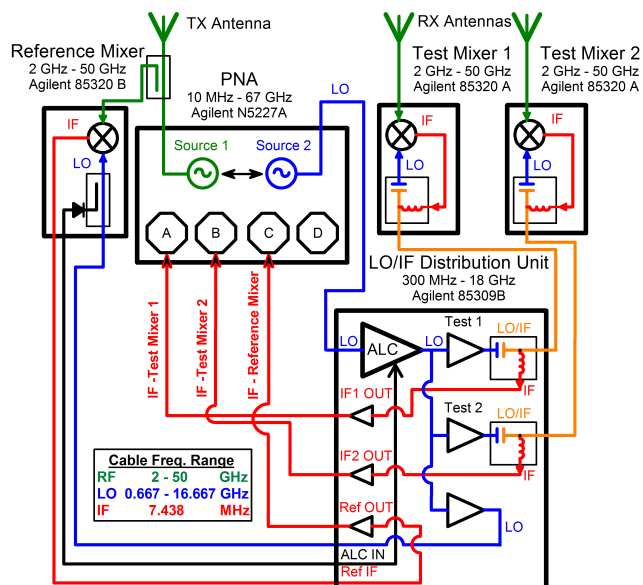 TX Antenna
RX Antennas
Reference Mixer
2 GHz - 50 GHz
Agilent 85320 B
PNA
10 MHz - 67 GHz
Agilent N5227A
Test Mixer 1
2 GHz - 50 GHz
Agilent 85320 A
Test Mixer 2
2 GHz - 50 GHz
Agilent 85320 A
IF
LO
LO
Source 1
Source 2
IF
LO
IF
LO
A
B
C
D
LO/IF Distribution Unit
300 MHz - 18 GHz
Agilent 85309B
IF -Test Mixer 1
IF -Test Mixer 2
IF - Reference Mixer
LO
ALC
LO
Test 1
LO/IF
IF
IF1 OUT
Test 2
LO/IF
IF
IF2 OUT
Ref OUT
LO
ALC IN
Ref IF
Cable Freq. Range
RF 2 - 50 GHz
LO 0.667 - 16.667 GHz
IF 7.438 MHz